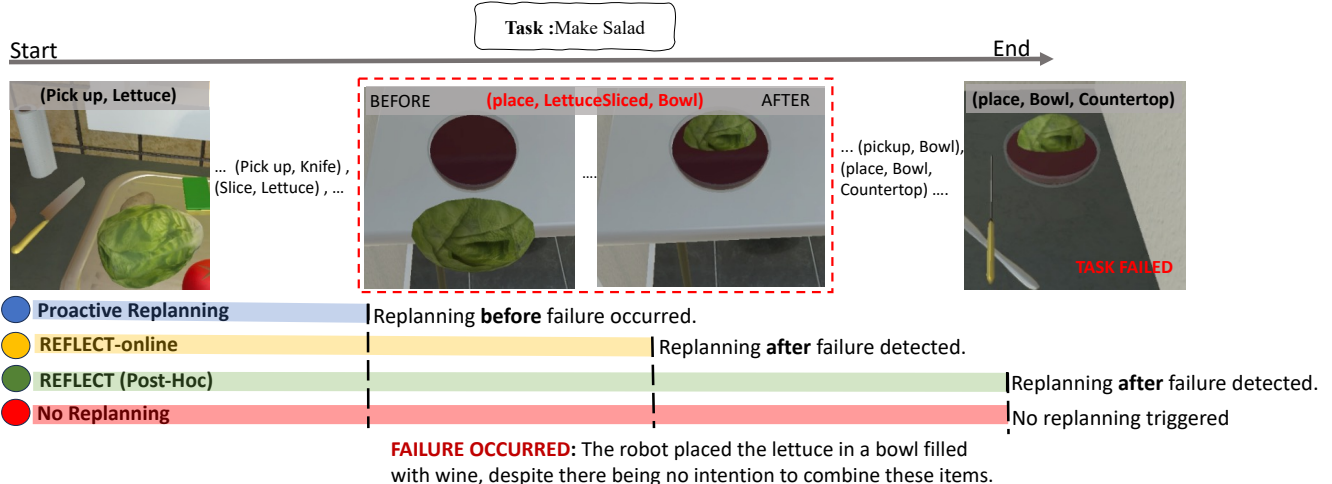 Task :Make Salad
Start
End
(Pick up, Lettuce)
... (Pick up, Knife) ,
(Slice, Lettuce) , ...
BEFORE
(place, LettuceSliced, Bowl)
AFTER
....
... (pickup, Bowl),
(place, Bowl,
Countertop) ....
(place, Bowl, Countertop)
TASK FAILED
Proactive Replanning
Replanning before failure occurred.
REFLECT-online
Replanning after failure detected.
REFLECT (Post-Hoc)
Replanning after failure detected.
No Replanning
No replanning triggered
FAILURE OCCURRED: The robot placed the lettuce in a bowl filled
with wine, despite there being no intention to combine these items.